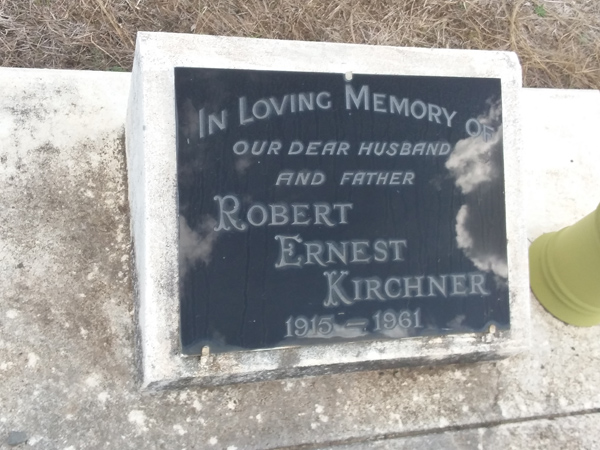 IN LOVING MEMORY OF
OUR DEAR HUSBAND
AND FATHER
ROBERT
ERNEST
KIRCHNER
1915 – 1961